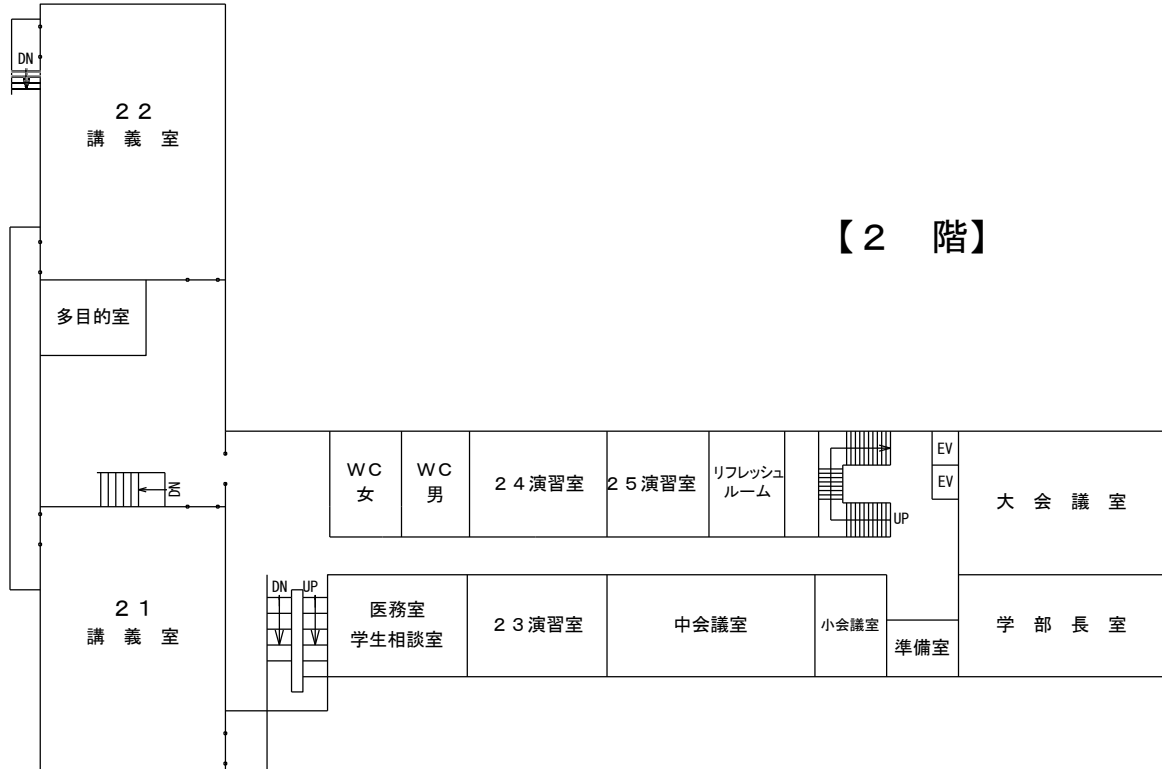 DN
２２
講 義 室
【２ 階】
多目的室
ＷＣ
女
ＷＣ
男
２４演習室
２５演習室
リフレッシュ
ルーム
EV
EV
大 会 議 室
UP
DN
２１
講 義 室
DN
UP
医務室
学生相談室
２３演習室
中会議室
小会議室
準備室
学 部 長 室